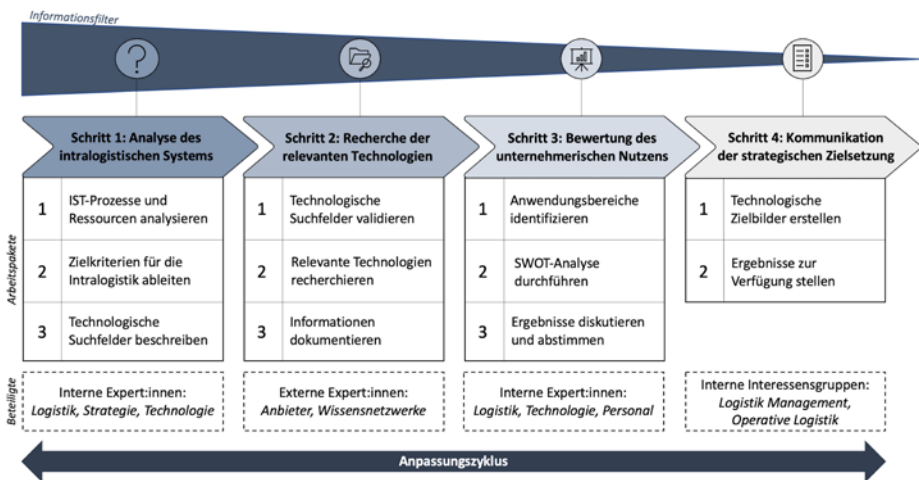 Informationsfilter
Schritt 1: Analyse des
intralogistischen Systems
Schritt 2: Recherche der
relevanten Technologien
Schritt 3: Bewertung des
unternehmerischen Nutzens
Schritt 4: Kommunikation
der strategischen Zielsetzung
Arbeitspakete
1
IST-Prozesse und
Ressourcen analysieren
2
Zielkriterien für die
Intralogistik ableiten
3
Technologische
Suchfelder beschreiben
1
Technologische
Suchfelder validieren
2
Relevante Technologien
recherchieren
3
Informationen
dokumentieren
1
Anwendungsbereiche
identifizieren
2
SWOT-Analyse
durchführen
3
Ergebnisse diskutieren
und abstimmen
1
Technologische
Zielbilder erstellen
2
Ergebnisse zur
Verfügung stellen
Beteiligte
Interne Expert:innen:
Logistik, Strategie, Technologie
Externe Expert:innen:
Anbieter, Wissensnetzwerke
Interne Expert:innen:
Logistik, Technologie, Personal
Interne Interessensgruppen:
Logistik Management,
Operative Logistik
Anpassungszyklus